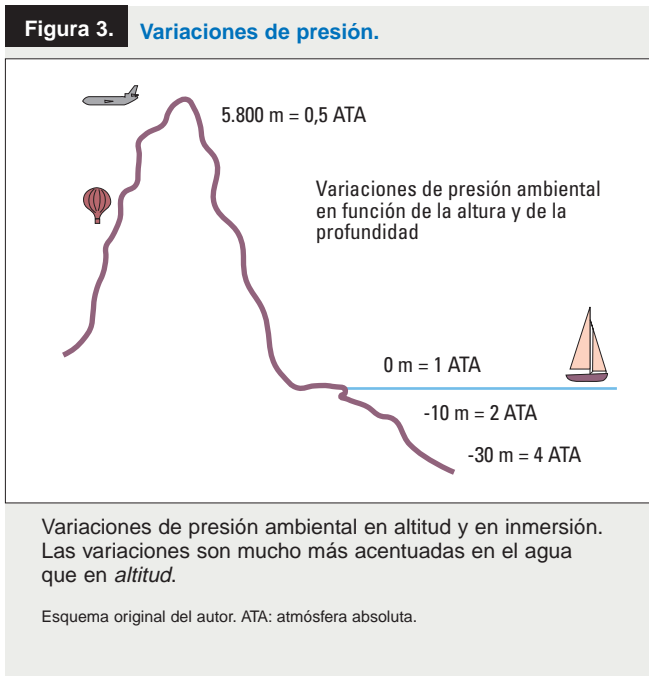 Figura 3. Variaciones de presión.
5.800 m = 0,5 ATA
Variaciones de presión ambiental
en función de la altura y de la
profundidad
0 m = 1 ATA
-10 m = 2 ATA
-30 m = 4 ATA
Variaciones de presión ambiental en altitud y en inmersión.
Las variaciones son mucho más acentuadas en el agua
que en altitud.
Esquema original del autor. ATA: atmósfera absoluta.